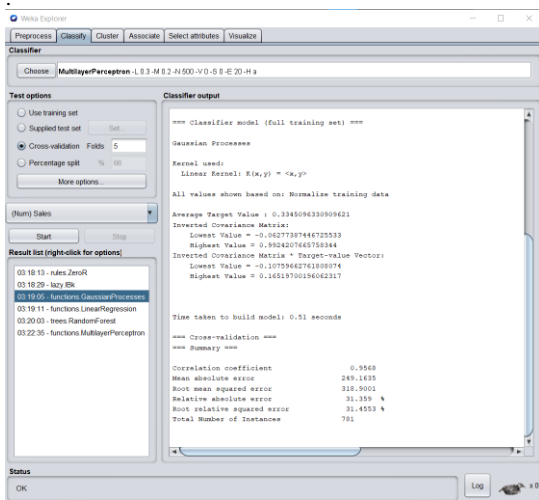 Weka Explorer
Preprocess Classify Cluster Associate Select attributes Visualize
Classifier
Choose MultilayerPerceptron -L 0.3 -M 0.2 -N 500 -V 0 -S 0 -E 20 -H a
Test options
Use training set
Supplied test set Set...
Cross-validation Folds 5
Percentage split % 66
More options...
(Num) Sales
Start Stop
Result list (right-click for options)
03:18:13 - rules.ZeroR
03:18:29 - lazy.IBk
03:19:05 - functions.GaussianProcesses
03:19:11 - functions.LinearRegression
03:20:03 - trees.RandomForest
03:22:35 - functions.MultilayerPerceptron
Classifier output
=== Classifier model (full training set) ===
Gaussian Processes
Kernel used:
Linear Kernel: K(x,y) = <x,y>
All values shown based on: Normalize training data
Average Target Value : 0.3345096330909621
Inverted Covariance Matrix:
Lowest Value = -0.06277387446725533
Highest Value = 0.9924207665758344
Inverted Covariance Matrix * Target-value Vector:
Lowest Value = -0.10759662761808074
Highest Value = 0.16519700196062317
Time taken to build model: 0.51 seconds
=== Cross-validation ===
=== Summary ===
Correlation coefficient 0.9568
Mean absolute error 249.1635
Root mean squared error 318.9001
Relative absolute error 31.359 %
Root relative squared error 31.4553 %
Total Number of Instances 781
Status
OK
Log
x 0